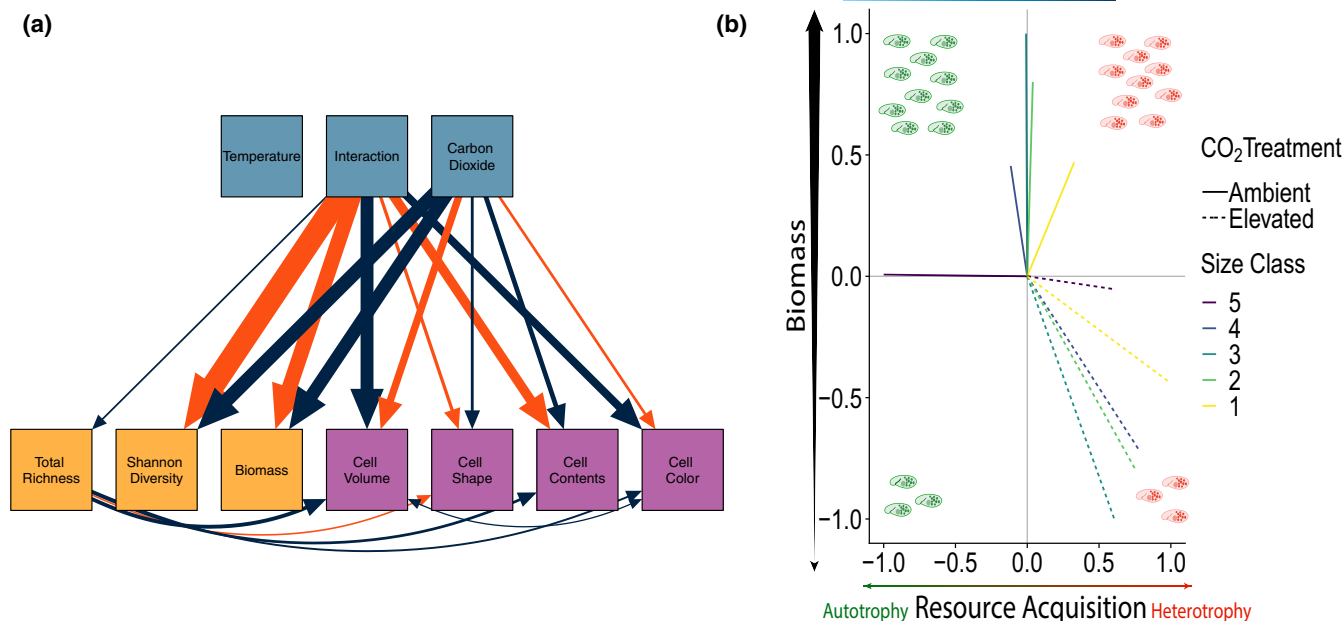 (a)
Temperature
Interaction
Carbon
Dioxide
Total
Richness
Shannon
Diversity
Biomass
Cell
Volume
Cell
Shape
Cell
Contents
Cell
Color
(b)
Biomass
1.0
0.5
0.0
−0.5
−1.0
−1.0 −0.5 0.0 0.5 1.0
Autotrophy Resource Acquisition Heterotrophy
CO₂Treatment
Ambient
Elevated
Size Class
5
4
3
2
1